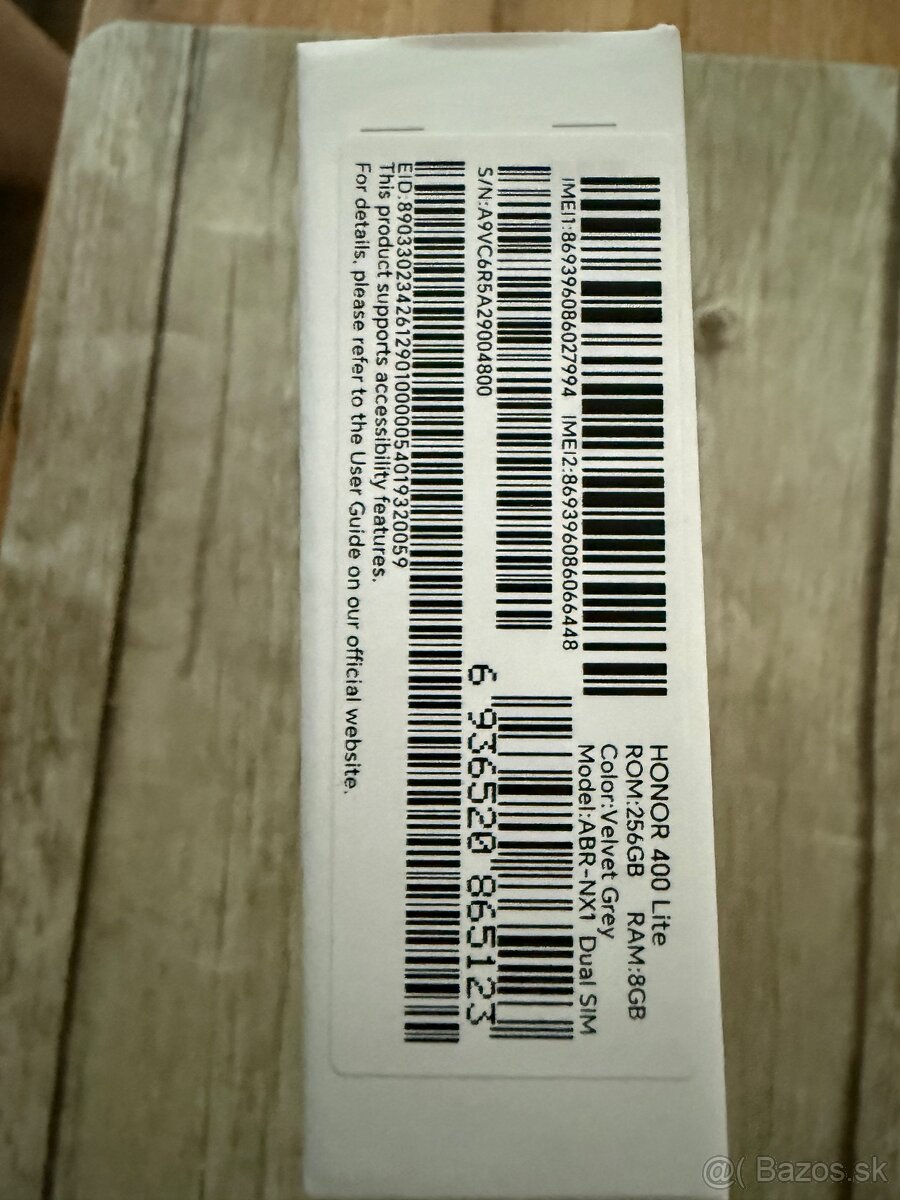 HONOR 400 Lite
ROM:256GB RAM:8GB
Color:Velvet Grey
Model:ABR-NX1 Dual SIM
IMEI1:869396086027994 IMEI2:869396086066448
S/N:A9VC6R5A29004800
6 936520 865123
EID:89033023426129010000054019320059
This product supports accessibility features.
For details, please refer to the User Guide on our official website.
@( Bazos.sk